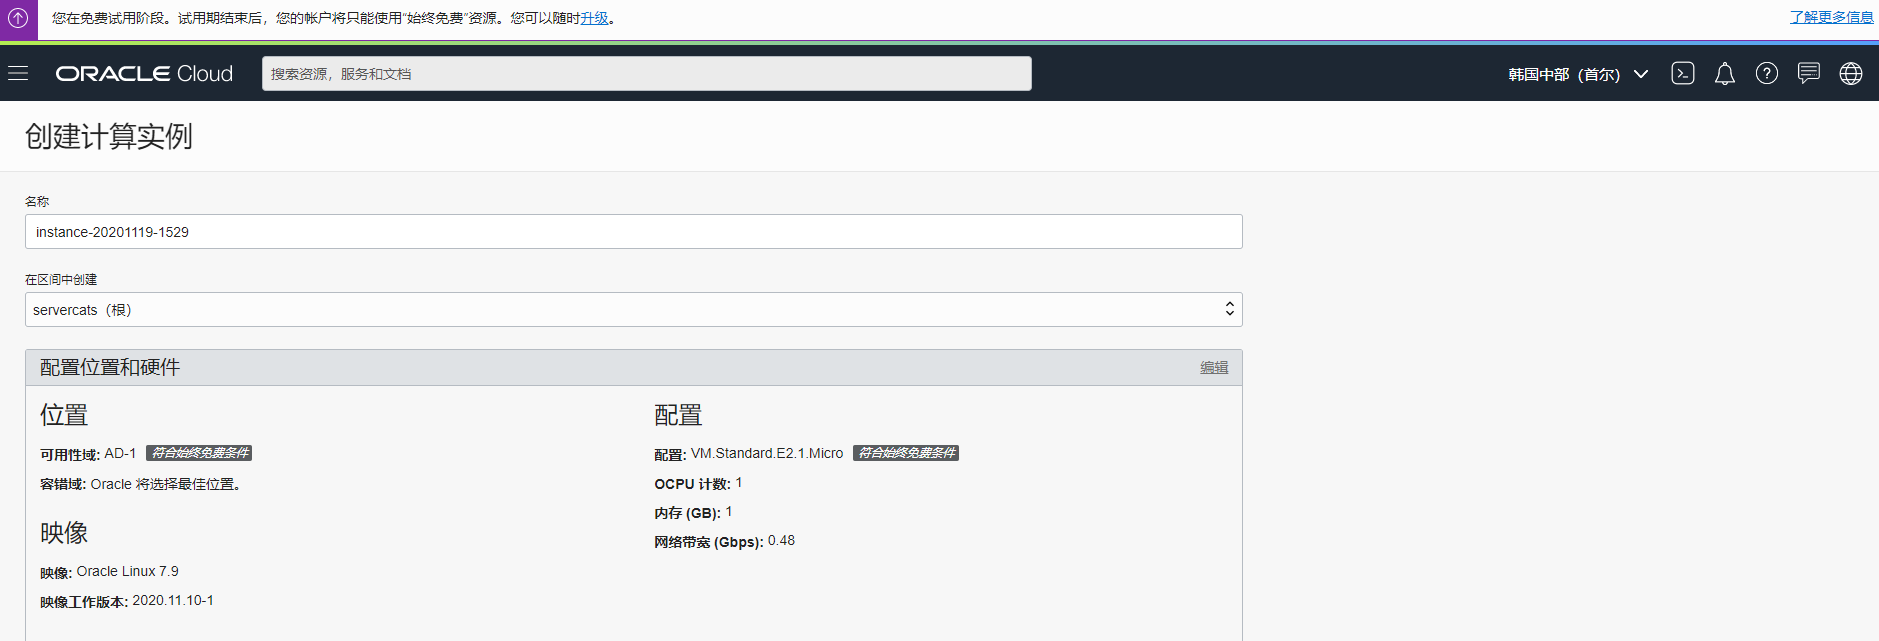 您在免费试用阶段。试用期结束后，您的帐户将只能使用“始终免费”资源。您可以随时升级。
了解更多信息
ORACLE Cloud
搜索资源，服务和文档
韩国中部（首尔）
创建计算实例
名称
instance-20201119-1529
在区间中创建
servercats（根）
配置位置和硬件
编辑
位置
可用性域: AD-1 符合始终免费条件
容错域: Oracle 将选择最佳位置。
映像
映像: Oracle Linux 7.9
映像工作版本: 2020.11.10-1
配置
配置: VM.Standard.E2.1.Micro 符合始终免费条件
OCPU 计数: 1
内存 (GB): 1
网络带宽 (Gbps): 0.48